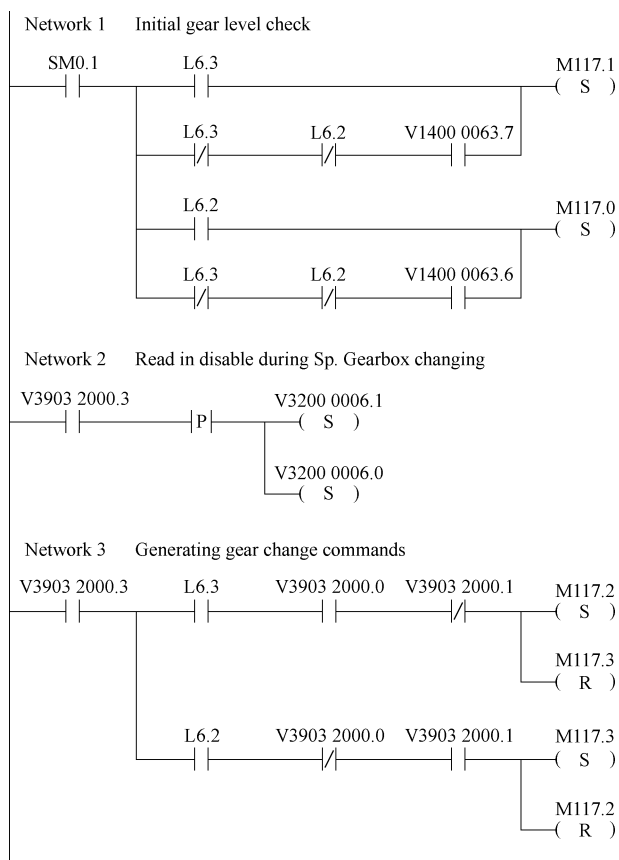 Network 1 Initial gear level check
SM0.1 L6.3 M117.1
( S )
L6.3 L6.2 V1400 0063.7
L6.2 M117.0
( S )
L6.3 L6.2 V1400 0063.6
Network 2 Read in disable during Sp. Gearbox changing
V3903 2000.3 V3200 0006.1
P ( S )
V3200 0006.0
( S )
Network 3 Generating gear change commands
V3903 2000.3 L6.3 V3903 2000.0 V3903 2000.1 M117.2
( S )
M117.3
( R )
L6.2 V3903 2000.0 V3903 2000.1 M117.3
( S )
M117.2
( R )